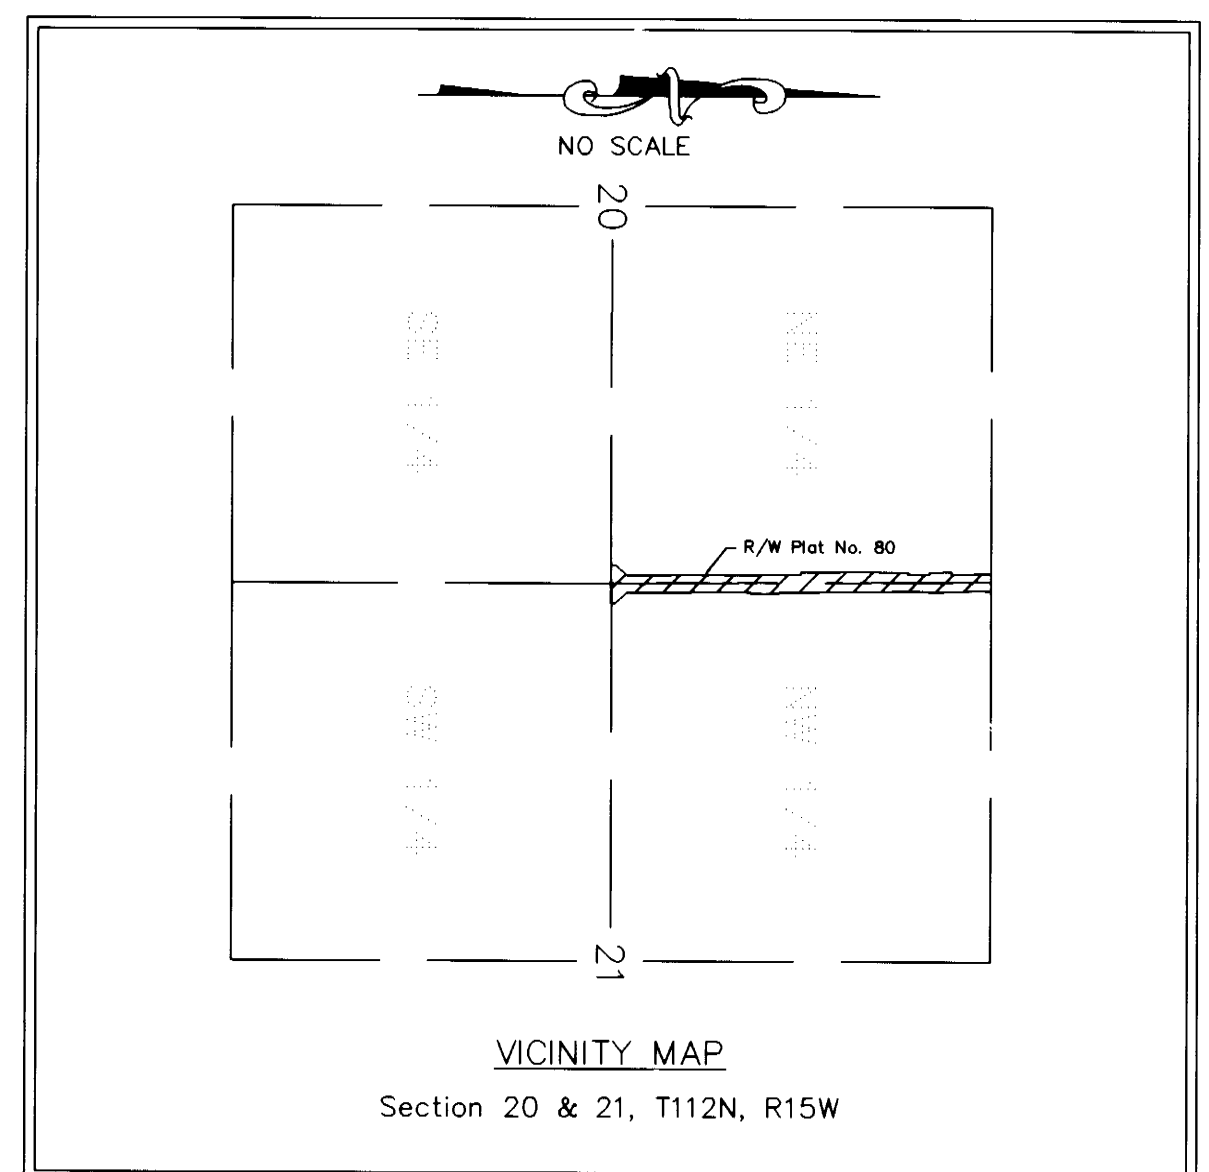 NO SCALE
20
SE 1/4
NE 1/4
R/W Plat No. 80
SW 1/4
NW 1/4
21
VICINITY MAP
Section 20 & 21, T112N, R15W